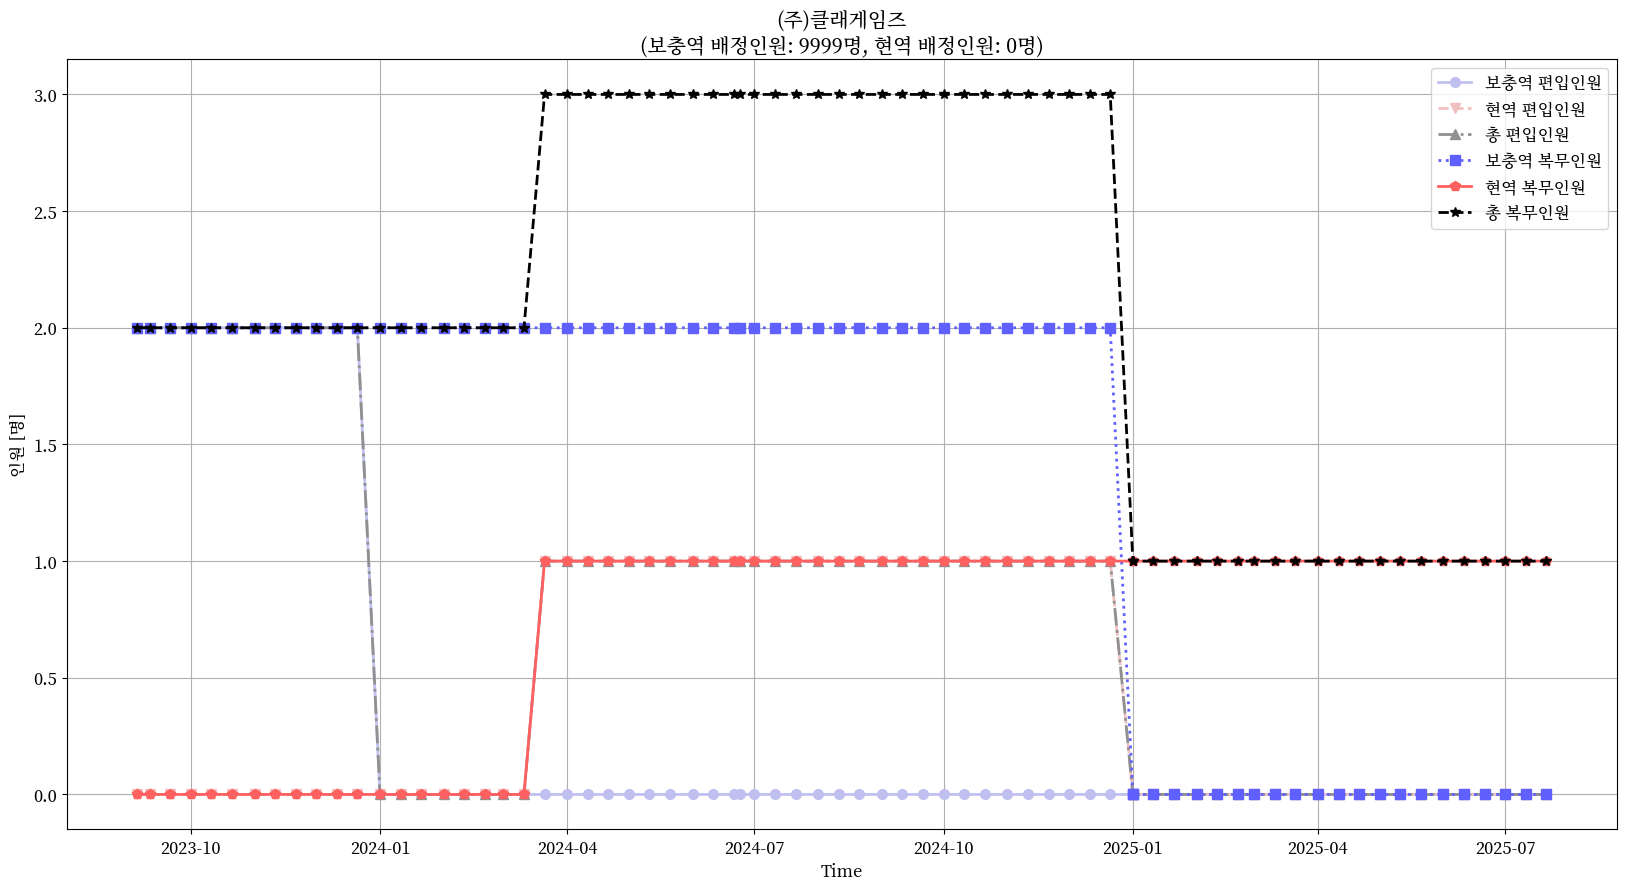 (주)클래게임즈
(보충역 배정인원: 9999명, 현역 배정인원: 0명)
보충역 편입인원
현역 편입인원
총 편입인원
보충역 복무인원
현역 복무인원
총 복무인원
인원 [명]
3.0
2.5
2.0
1.5
1.0
0.5
0.0
2023-10 2024-01 2024-04 2024-07 2024-10 2025-01 2025-04 2025-07
Time